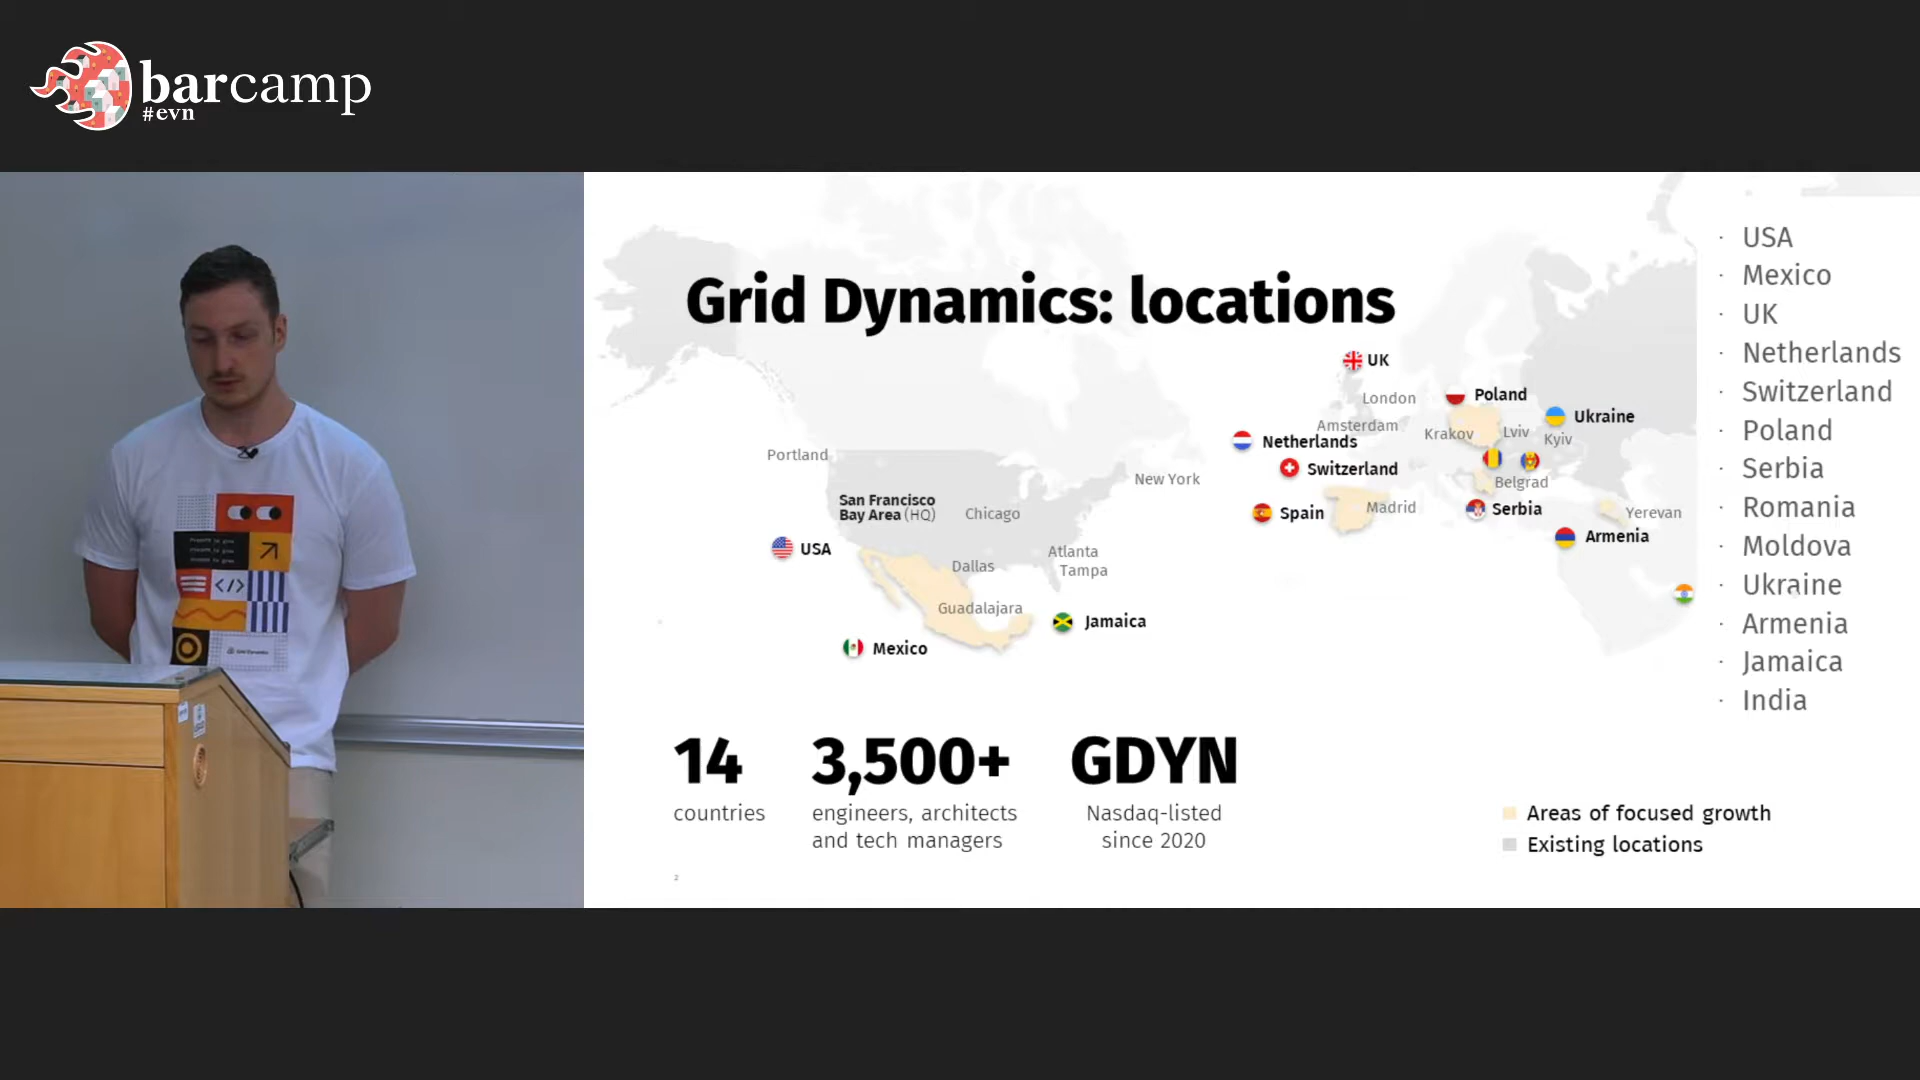 barcamp
#evn
Grid Dynamics: locations
UK
London
Poland
Ukraine
Amsterdam
Krakov
Lviv
Kyiv
Netherlands
Switzerland
Belgrad
Spain
Madrid
Serbia
Yerevan
Armenia
Portland
New York
San Francisco
Bay Area (HQ)
Chicago
USA
Atlanta
Dallas
Tampa
Guadalajara
Jamaica
Mexico
· USA
· Mexico
· UK
· Netherlands
· Switzerland
· Poland
· Serbia
· Romania
· Moldova
· Ukraine
· Armenia
· Jamaica
· India
14
countries
3,500+
engineers, architects
and tech managers
GDYN
Nasdaq-listed
since 2020
Areas of focused growth
Existing locations
2
</>
Grid Dynamics